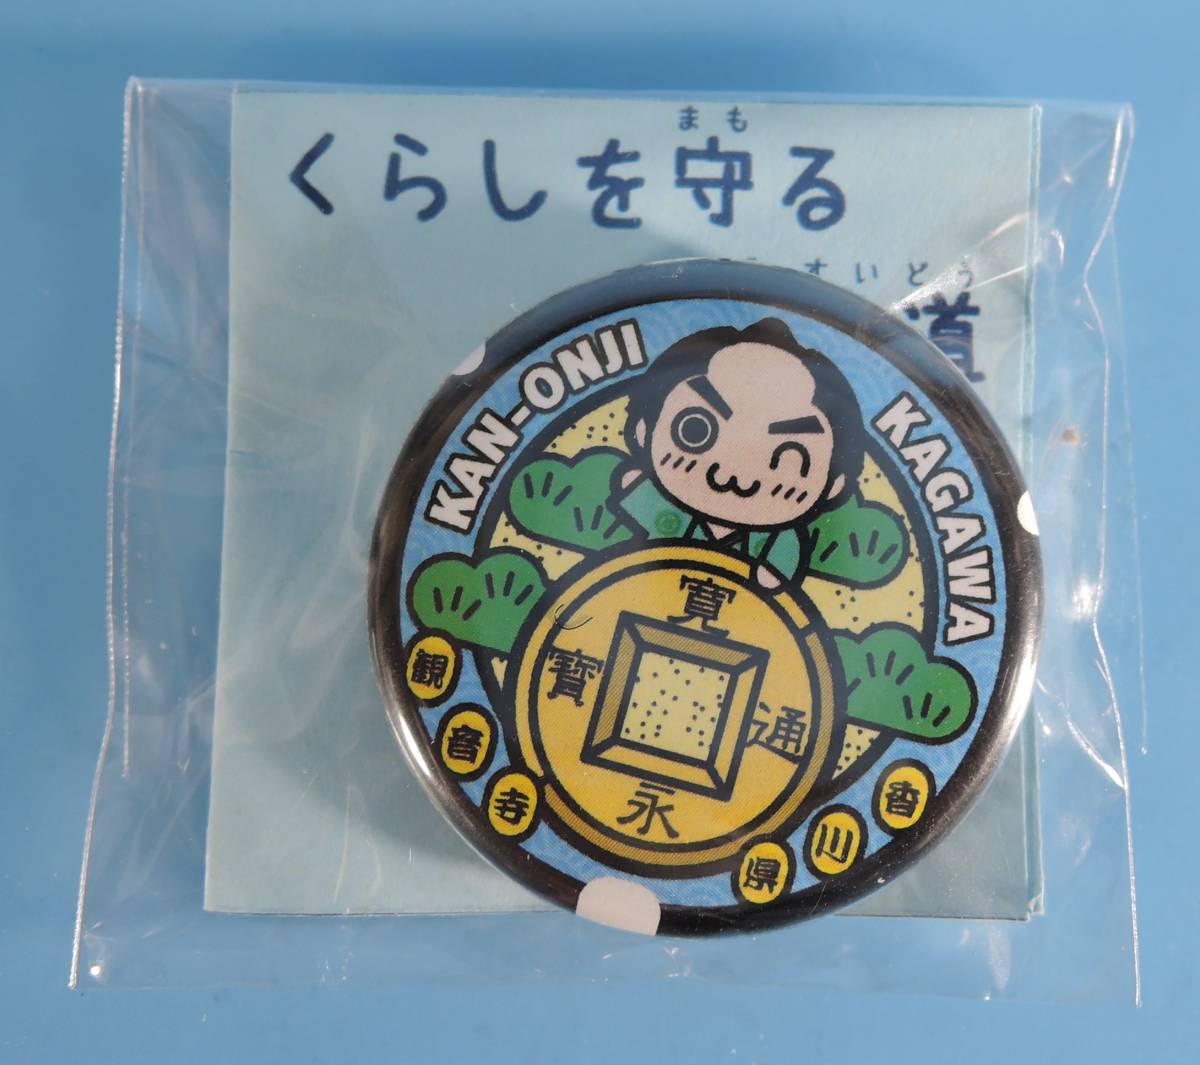 まも
くらしを守る
すいどう
道
KAN-ONJI
KAGAWA
寛
寶 通
永
観音寺
香川県